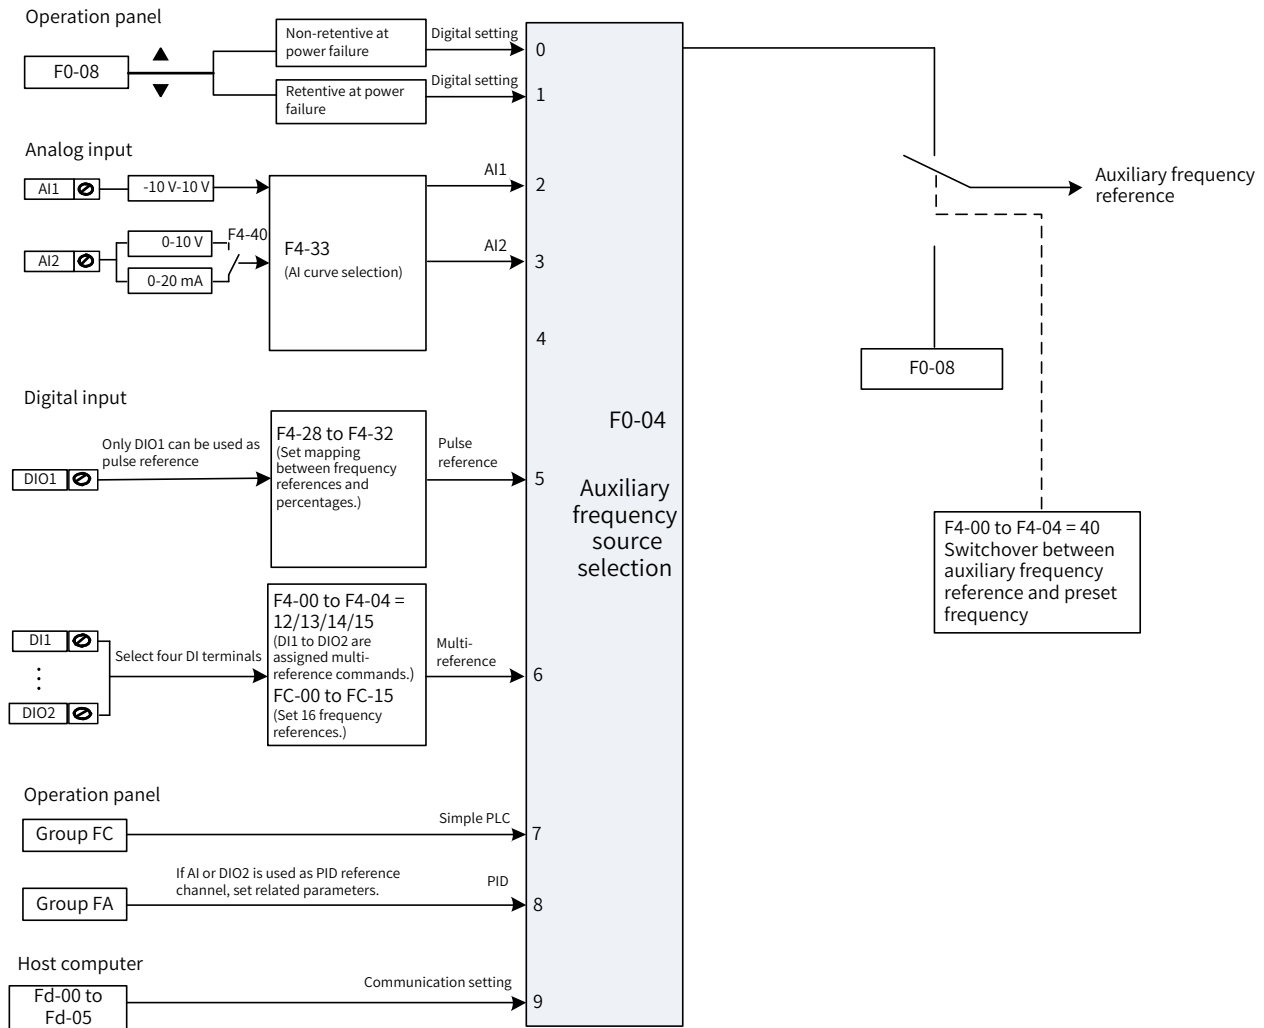 Operation panel
F0-08
Non-retentive at
power failure
Digital setting
0
Retentive at power
failure
Digital setting
1
Analog input
AI1
-10 V-10 V
AI1
2
AI2
0-10 V
0-20 mA
F4-40
F4-33
(AI curve selection)
AI2
3
4
Digital input
DIO1
Only DIO1 can be used as
pulse reference
F4-28 to F4-32
(Set mapping
between frequency
references and
percentages.)
Pulse
reference
5
DI1
DIO2
Select four DI terminals
F4-00 to F4-04 =
12/13/14/15
(DI1 to DIO2 are
assigned multi-
reference commands.)
FC-00 to FC-15
(Set 16 frequency
references.)
Multi-
reference
6
Operation panel
Group FC
Simple PLC
7
Group FA
If AI or DIO2 is used as PID reference
channel, set related parameters.
PID
8
Host computer
Fd-00 to
Fd-05
Communication setting
9
F0-04
Auxiliary
frequency
source
selection
Auxiliary frequency
reference
F0-08
F4-00 to F4-04 = 40
Switchover between
auxiliary frequency
reference and preset
frequency